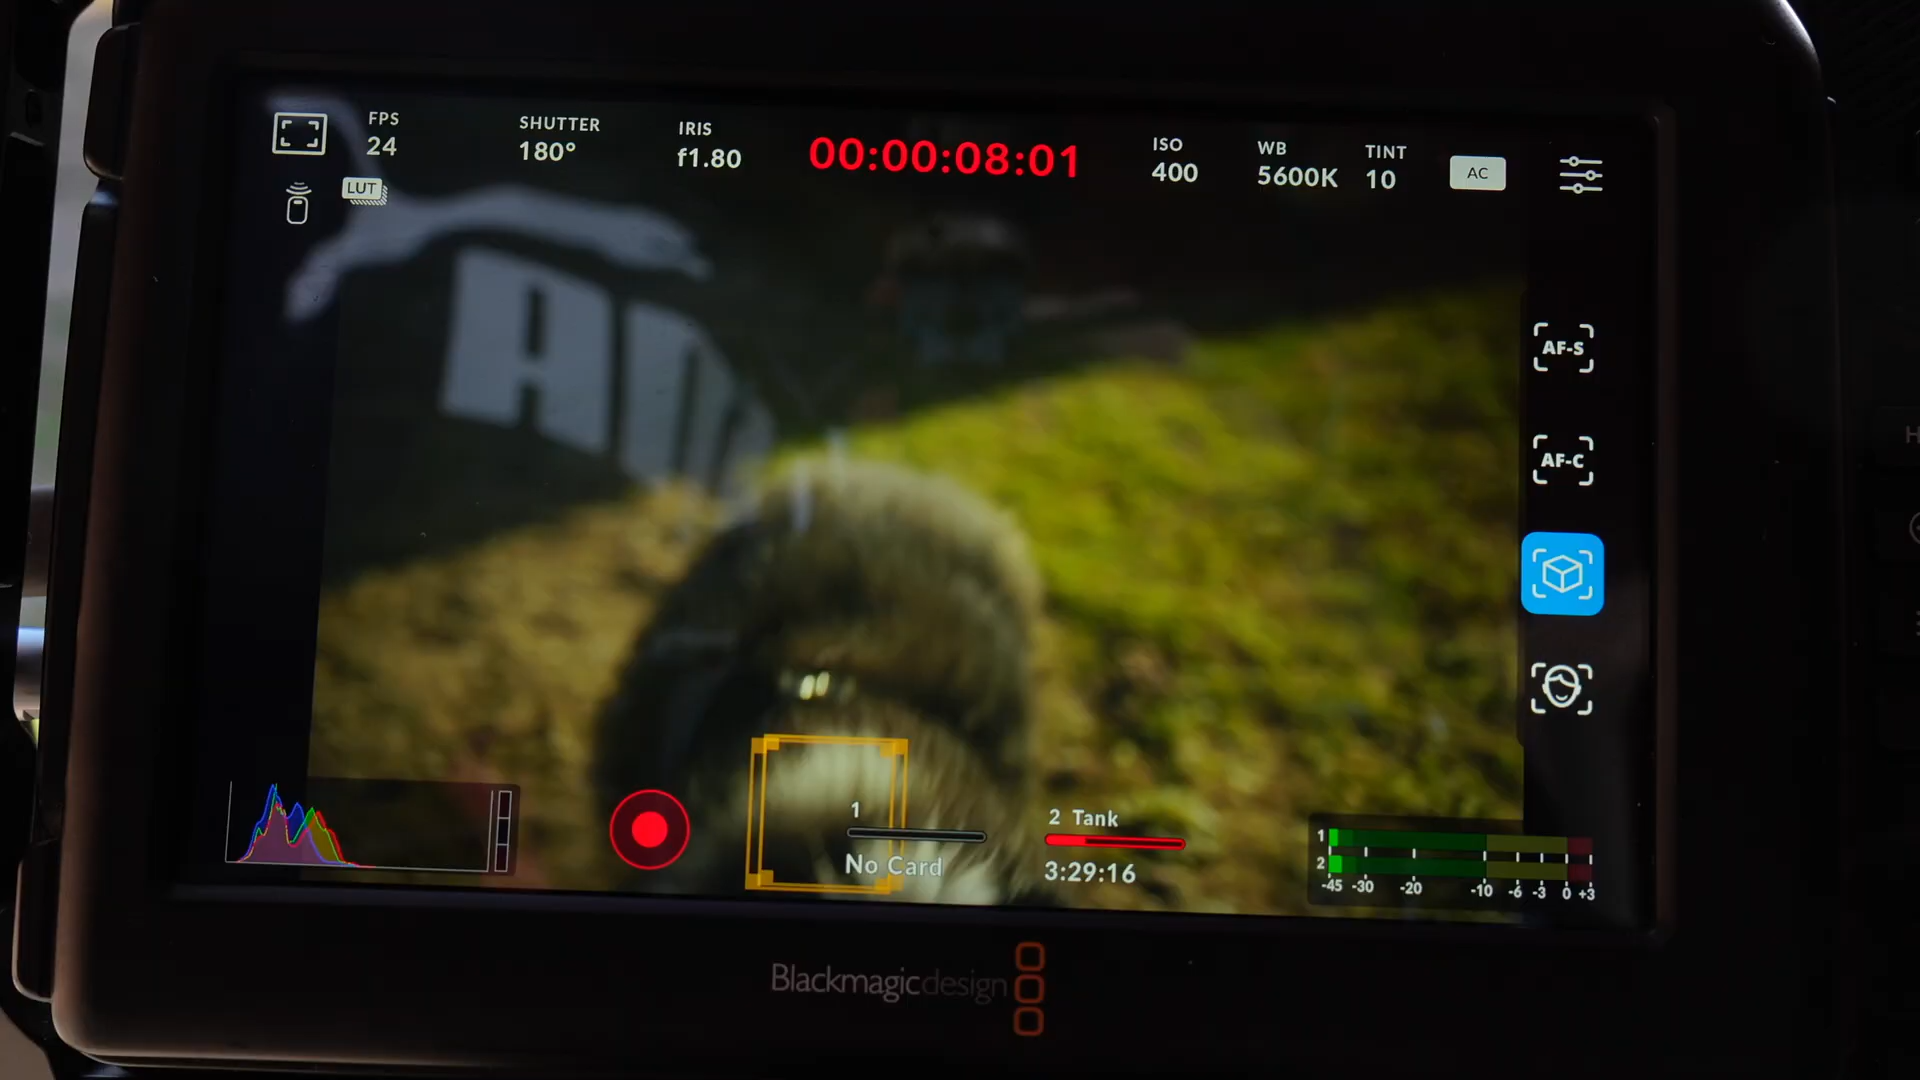 FPS
24
SHUTTER
180°
IRIS
f1.80
00:00:08:01
ISO
400
WB
5600K
TINT
10
AC
LUT
AF-S
AF-C
1
No Card
2 Tank
3:29:16
1
2
-45 -30 -20 -10 -6 -3 0 +3
Blackmagicdesign